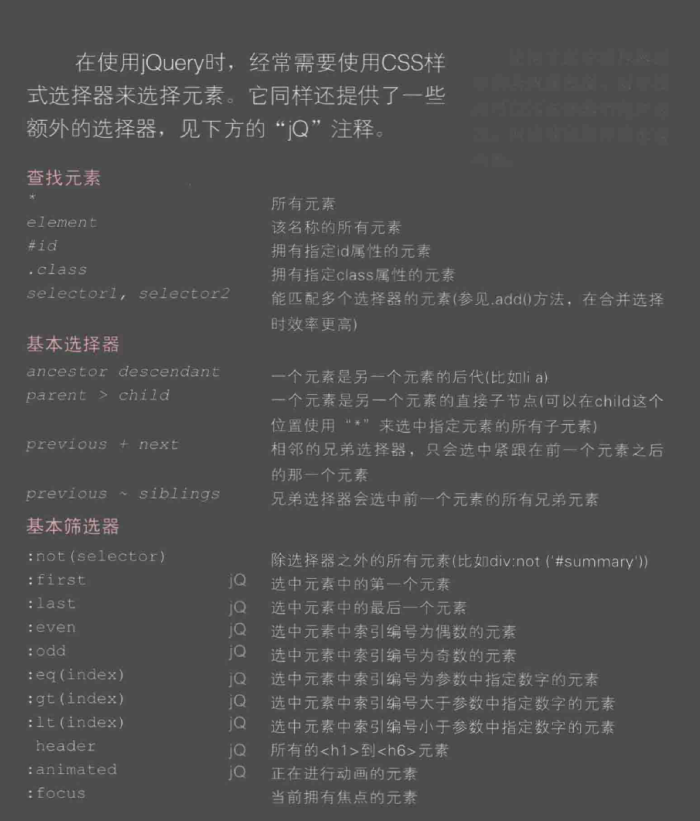 在使用jQuery时，经常需要使用CSS样
式选择器来选择元素。它同样还提供了一些
额外的选择器，见下方的“jQ”注释。
查找元素
* 所有元素
element 该名称的所有元素
#id 拥有指定id属性的元素
.class 拥有指定class属性的元素
selector1, selector2 能匹配多个选择器的元素(参见.add()方法，在合并选择
时效率更高)
基本选择器
ancestor descendant 一个元素是另一个元素的后代(比如li a)
parent > child 一个元素是另一个元素的直接子节点(可以在child这个
位置使用“*”来选中指定元素的所有子元素)
previous + next 相邻的兄弟选择器，只会选中紧跟在前一个元素之后
的那一个元素
previous ~ siblings 兄弟选择器会选中前一个元素的所有兄弟元素
基本筛选器
:not(selector) 除选择器之外的所有元素(比如div:not ('#summary'))
:first jQ 选中元素中的第一个元素
:last jQ 选中元素中的最后一个元素
:even jQ 选中元素中索引编号为偶数的元素
:odd jQ 选中元素中索引编号为奇数的元素
:eq(index) jQ 选中元素中索引编号为参数中指定数字的元素
:gt(index) jQ 选中元素中索引编号大于参数中指定数字的元素
:lt(index) jQ 选中元素中索引编号小于参数中指定数字的元素
header jQ 所有的<h1>到<h6>元素
:animated jQ 正在进行动画的元素
:focus 当前拥有焦点的元素